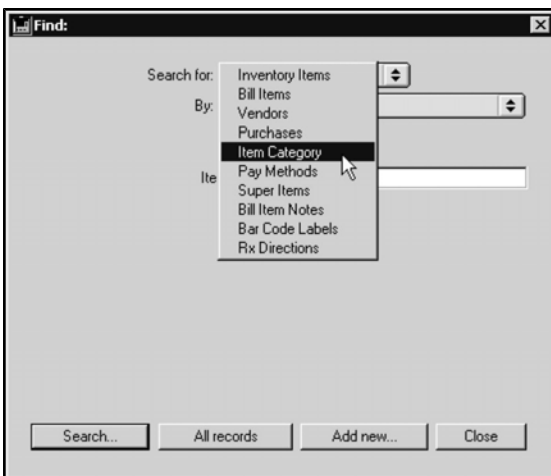 Find:
Search for: Inventory Items
By: Bill Items
Vendors
Purchases
Item Category
Ite Pay Methods
Super Items
Bill Item Notes
Bar Code Labels
Rx Directions
Search... All records Add new... Close